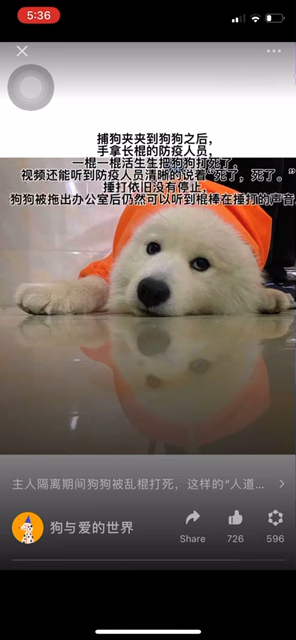 5:36
捕狗夹夹到狗狗之后，
手拿长棍的防疫人员，
一棍一棍活生生把狗狗打死了，
视频还能听到防疫人员清晰的说着“死了，死了。”
捶打依旧没有停止，
狗狗被拖出办公室后仍然可以听到棍棒在捶打的声音
主人隔离期间狗狗被乱棍打死，这样的“人道...
狗与爱的世界
Share
726
596